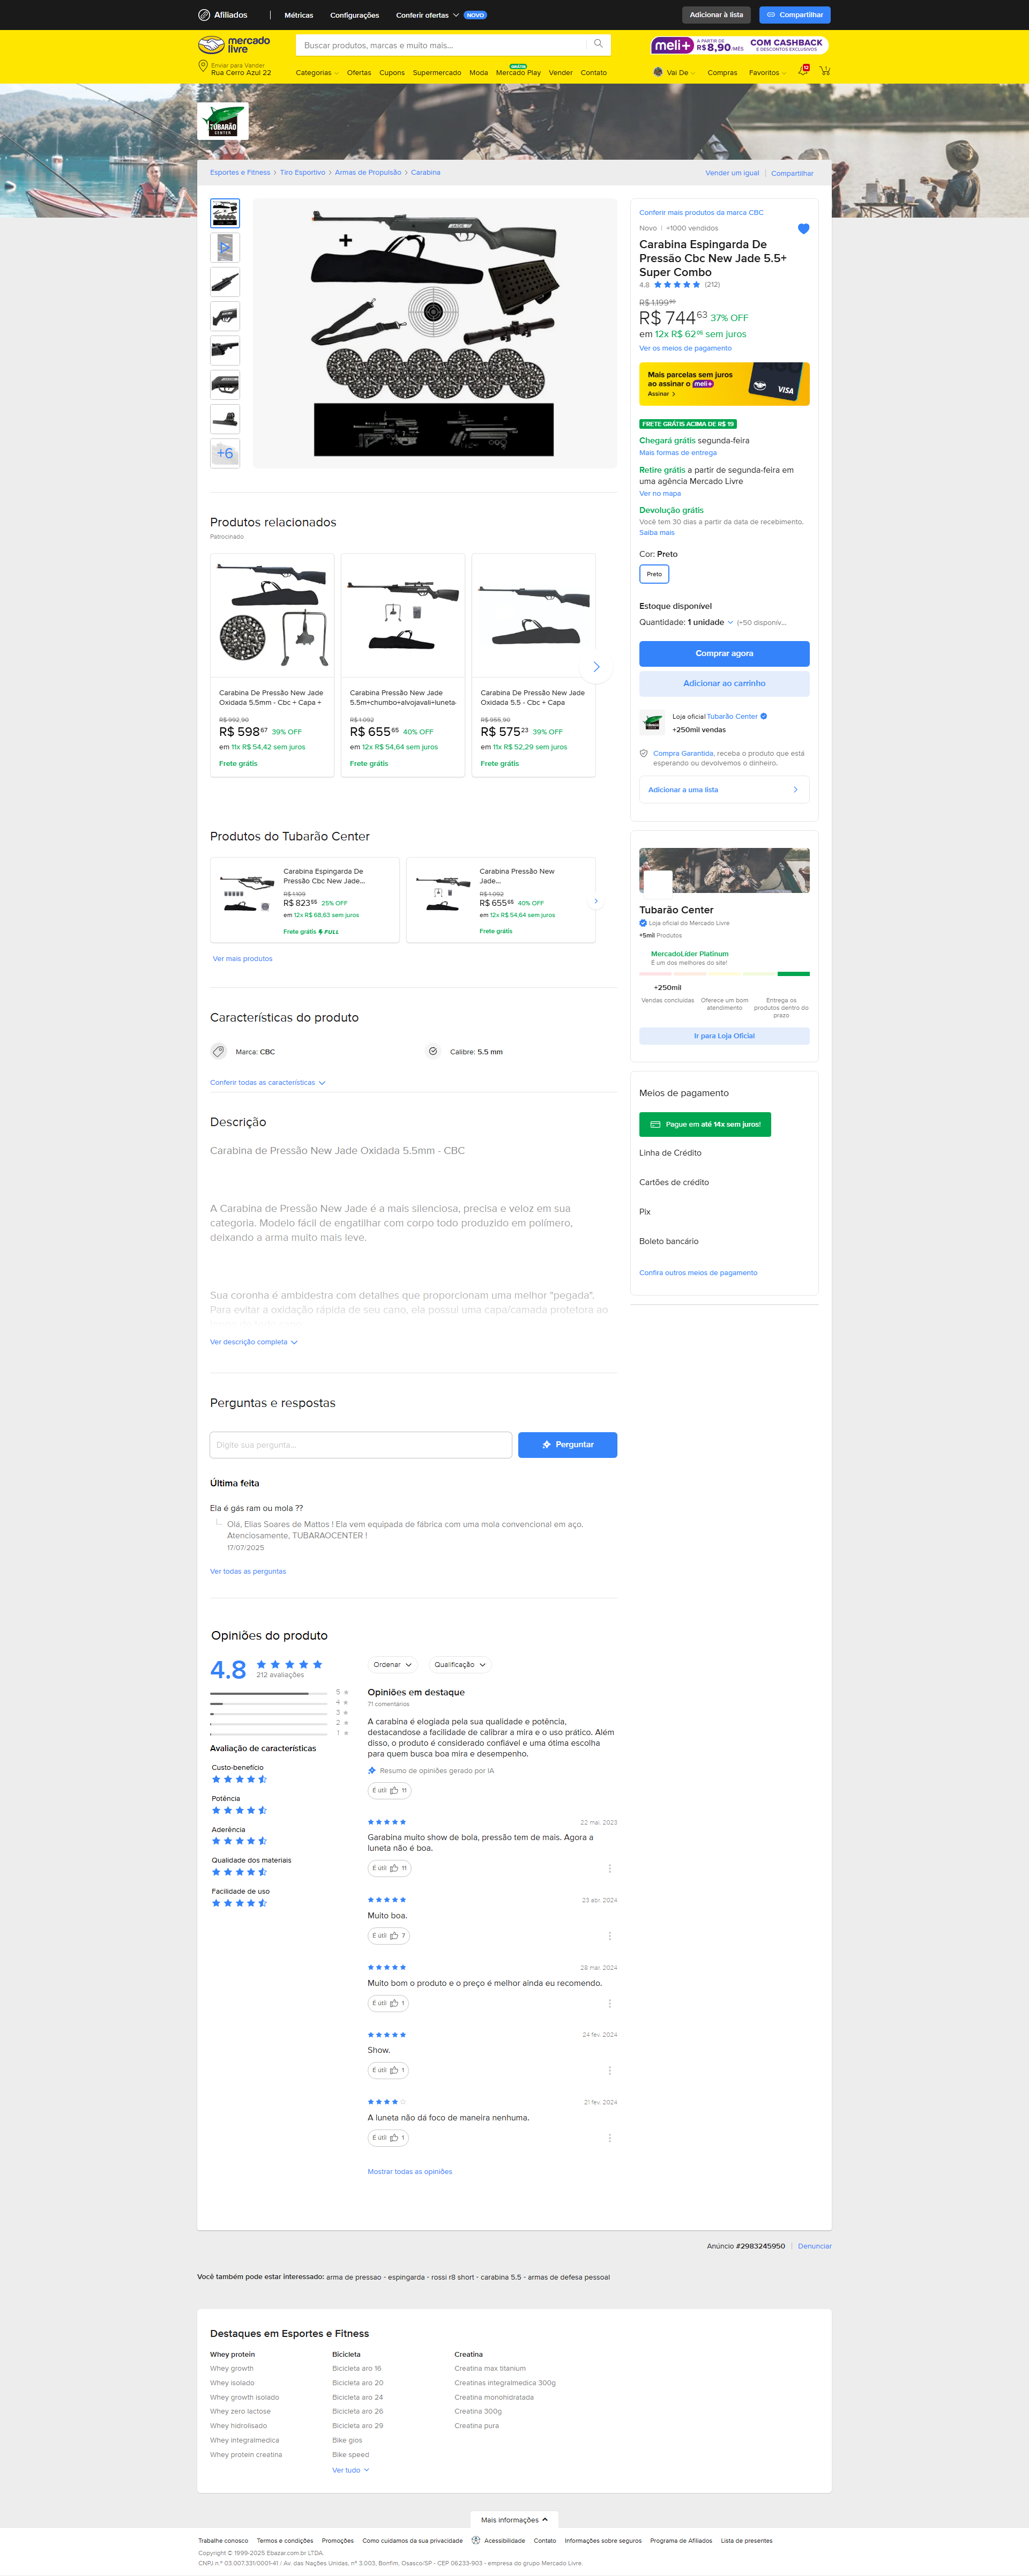 Afiliados
Métricas
Configurações
Conferir ofertas
NOVO
Adicionar à lista
Compartilhar
mercado
livre
Buscar produtos, marcas e muito mais...
meli+
A PARTIR DE
R$8,90/MÊS
COM CASHBACK
E DESCONTOS EXCLUSIVOS
Enviar para Vander
Rua Cerro Azul 22
Categorias
Ofertas
Cupons
Supermercado
Moda
GRÁTIS
Mercado Play
Vender
Contato
Vai De
Compras
Favoritos
12
TUBARÃO
CENTER
Esportes e Fitness
Tiro Esportivo
Armas de Propulsão
Carabina
Vender um igual
Compartilhar
+6
Conferir mais produtos da marca CBC
Novo | +1000 vendidos
Carabina Espingarda De
Pressão Cbc New Jade 5.5+
Super Combo
4.8 (212)
R$ 1.199 90
R$ 744 63 37% OFF
em 12x R$ 62 05 sem juros
Ver os meios de pagamento
Mais parcelas sem juros
ao assinar o meli+
Assinar
VISA
FRETE GRÁTIS ACIMA DE R$ 19
Chegará grátis segunda-feira
Mais formas de entrega
Retire grátis a partir de segunda-feira em
uma agência Mercado Livre
Ver no mapa
Devolução grátis
Você tem 30 dias a partir da data de recebimento.
Saiba mais
Cor: Preto
Preto
Estoque disponível
Quantidade: 1 unidade (+50 disponív...
Comprar agora
Adicionar ao carrinho
Loja oficial Tubarão Center
+250mil vendas
Compra Garantida, receba o produto que está
esperando ou devolvemos o dinheiro.
Adicionar a uma lista
Produtos relacionados
Patrocinado
Carabina De Pressão New Jade
Oxidada 5.5mm - Cbc + Capa +
R$ 992,90
R$ 598 67 39% OFF
em 11x R$ 54,42 sem juros
Frete grátis
Carabina Pressão New Jade
5.5m+chumbo+alvojavali+luneta-
R$ 1.092
R$ 655 65 40% OFF
em 12x R$ 54,64 sem juros
Frete grátis
Carabina De Pressão New Jade
Oxidada 5.5 - Cbc + Capa
R$ 955,90
R$ 575 23 39% OFF
em 11x R$ 52,29 sem juros
Frete grátis
Produtos do Tubarão Center
Carabina Espingarda De
Pressão Cbc New Jade...
R$ 1.109
R$ 823 55 25% OFF
em 12x R$ 68,63 sem juros
Frete grátis FULL
Carabina Pressão New
Jade...
R$ 1.092
R$ 655 65 40% OFF
em 12x R$ 54,64 sem juros
Frete grátis
Ver mais produtos
Tubarão Center
Loja oficial do Mercado Livre
+5mil Produtos
MercadoLíder Platinum
É um dos melhores do site!
+250mil
Vendas concluídas
Oferece um bom
atendimento
Entrega os
produtos dentro do
prazo
Ir para Loja Oficial
Características do produto
Marca: CBC
Calibre: 5.5 mm
Conferir todas as características
Meios de pagamento
Pague em até 14x sem juros!
Linha de Crédito
Cartões de crédito
Pix
Boleto bancário
Confira outros meios de pagamento
Descrição
Carabina de Pressão New Jade Oxidada 5.5mm - CBC
A Carabina de Pressão New Jade é a mais silenciosa, precisa e veloz em sua
categoria. Modelo fácil de engatilhar com corpo todo produzido em polímero,
deixando a arma muito mais leve.
Sua coronha é ambidestra com detalhes que proporcionam uma melhor "pegada".
Para evitar a oxidação rápida de seu cano, ela possui uma capa/camada protetora ao
Ver descrição completa
Perguntas e respostas
Digite sua pergunta...
Perguntar
Última feita
Ela é gás ram ou mola ??
Olá, Elias Soares de Mattos ! Ela vem equipada de fábrica com uma mola convencional em aço.
Atenciosamente, TUBARAOCENTER !
17/07/2025
Ver todas as perguntas
Opiniões do produto
4.8
212 avaliações
5
4
3
2
1
Avaliação de características
Custo-benefício
Potência
Aderência
Qualidade dos materiais
Facilidade de uso
Ordenar
Qualificação
Opiniões em destaque
71 comentários
A carabina é elogiada pela sua qualidade e potência,
destacandose a facilidade de calibrar a mira e o uso prático. Além
disso, o produto é considerado confiável e uma ótima escolha
para quem busca boa mira e desempenho.
Resumo de opiniões gerado por IA
É útil 11
22 mai. 2023
Garabina muito show de bola, pressão tem de mais. Agora a
luneta não é boa.
É útil 11
23 abr. 2024
Muito boa.
É útil 7
28 mar. 2024
Muito bom o produto e o preço é melhor ainda eu recomendo.
É útil 1
24 fev. 2024
Show.
É útil 1
21 fev. 2024
A luneta não dá foco de maneira nenhuma.
É útil 1
Mostrar todas as opiniões
Anúncio #2983245950 | Denunciar
Você também pode estar interessado: arma de pressao - espingarda - rossi r8 short - carabina 5.5 - armas de defesa pessoal
Destaques em Esportes e Fitness
Whey protein
Whey growth
Whey isolado
Whey growth isolado
Whey zero lactose
Whey hidrolisado
Whey integralmedica
Whey protein creatina
Bicicleta
Bicicleta aro 16
Bicicleta aro 20
Bicicleta aro 24
Bicicleta aro 26
Bicicleta aro 29
Bike gios
Bike speed
Ver tudo
Creatina
Creatina max titanium
Creatinas integralmedica 300g
Creatina monohidratada
Creatina 300g
Creatina pura
Mais informações
Trabalhe conosco
Termos e condições
Promoções
Como cuidamos da sua privacidade
Acessibilidade
Contato
Informações sobre seguros
Programa de Afiliados
Lista de presentes
Copyright © 1999-2025 Ebazar.com.br LTDA.
CNPJ n.º 03.007.331/0001-41 / Av. das Nações Unidas, nº 3.003, Bonfim, Osasco/SP - CEP 06233-903 - empresa do grupo Mercado Livre.